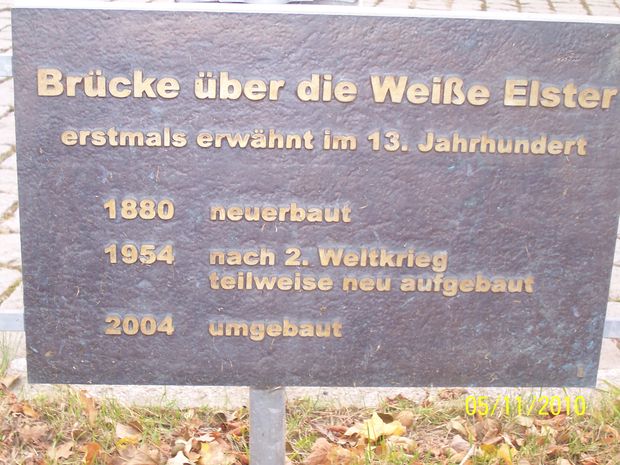 Brücke über die Weiße Elster
erstmals erwähnt im 13. Jahrhundert
1880 neuerbaut
1954 nach 2. Weltkrieg
teilweise neu aufgebaut
2004 umgebaut
05/11/2010